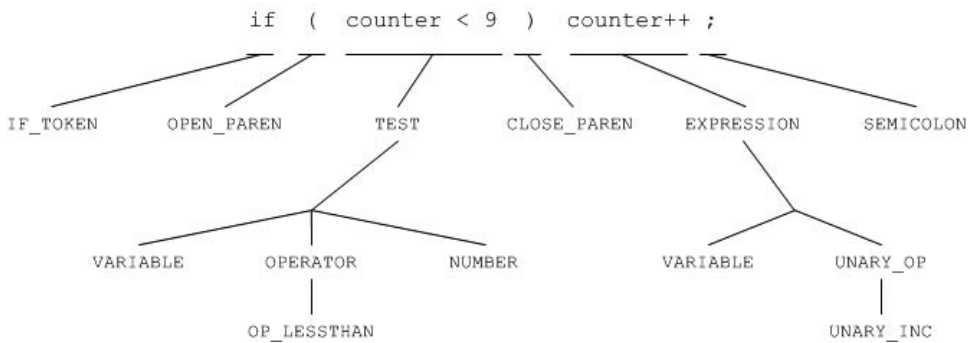 if ( counter < 9 ) counter++ ;
IF_TOKEN OPEN_PAREN TEST CLOSE_PAREN EXPRESSION SEMICOLON
VARIABLE OPERATOR NUMBER VARIABLE UNARY_OP
OP_LESSTHAN UNARY_INC